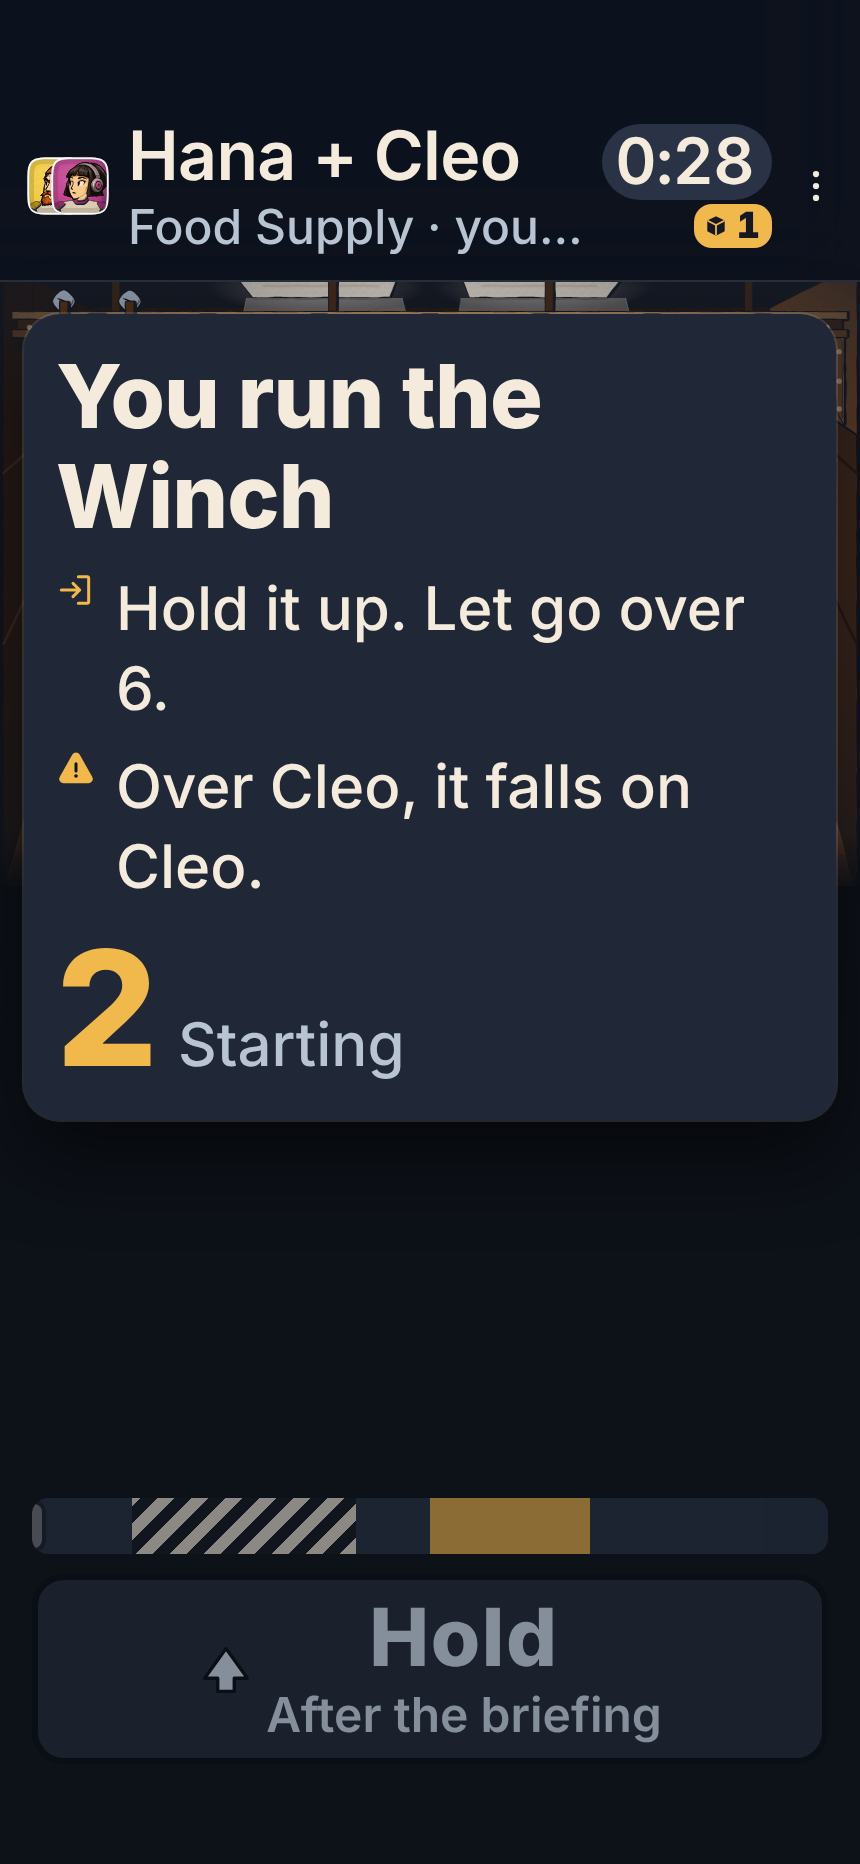 Hana + Cleo
0:28
Food Supply · you...
1
You run the
Winch
Hold it up. Let go over
6.
Over Cleo, it falls on
Cleo.
2 Starting
Hold
After the briefing